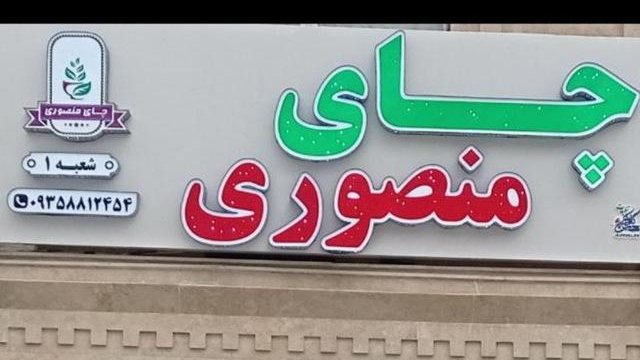 چای
منصوری
چای منصوری
شعبه ۱
۰۹۳۵۸۸۱۲۴۵۴